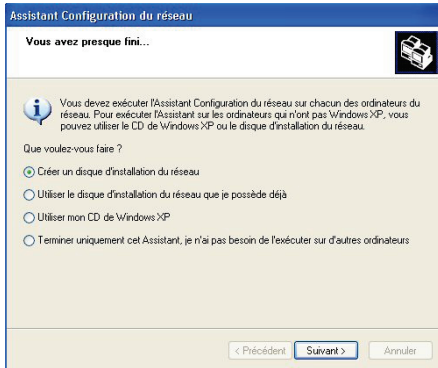 Assistant Configuration du réseau
Vous avez presque fini...
Vous devez exécuter l'Assistant Configuration du réseau sur chacun des ordinateurs du
réseau. Pour exécuter l'Assistant sur les ordinateurs qui n'ont pas Windows XP, vous
pouvez utiliser le CD de Windows XP ou le disque d'installation du réseau.
Que voulez-vous faire ?
Créer un disque d'installation du réseau
Utiliser le disque d'installation du réseau que je possède déjà
Utiliser mon CD de Windows XP
Terminer uniquement cet Assistant, je n'ai pas besoin de l'exécuter sur d'autres ordinateurs
< Précédent Suivant > Annuler